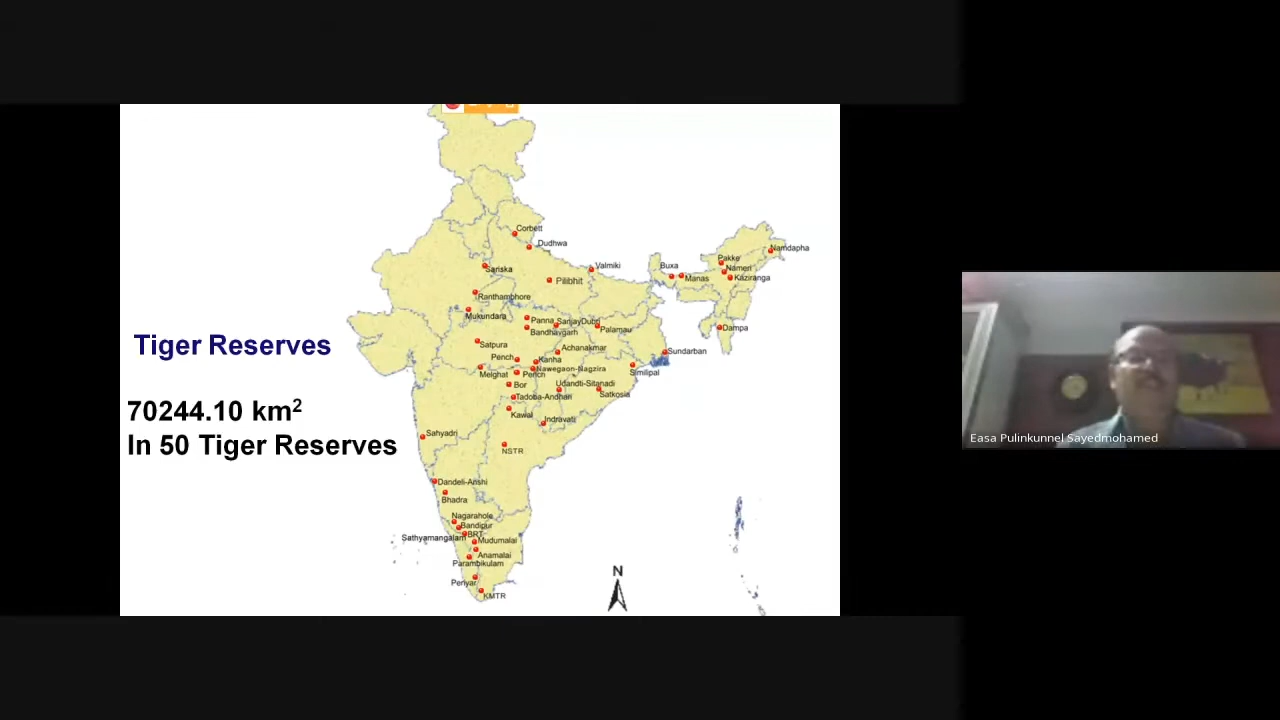 Tiger Reserves
70244.10 km²
In 50 Tiger Reserves
Corbett
Dudhwa
Valmiki
Pilibhit
Sariska
Ranthambhore
Mukundara
Buxa
Manas
Pakke
Nameri
Kaziranga
Namdapha
Dampa
Panna
SanjayDubri
Bandhavgarh
Palamau
Satpura
Achanakmar
Sundarban
Pench
Kanha
Nawegaon-Nagzira
Melghat
Pench
Similipal
Bor
Udanti-Sitanadi
Tadoba-Andhari
Satkosia
Kawal
Indravati
Sahyadri
NSTR
Dandeli-Anshi
Bhadra
Nagarahole
Bandipur
BRT
Sathyamangalam
Mudumalai
Anamalai
Parambikulam
Periyar
KMTR
N
Easa Pulinkunnel Sayedmohamed